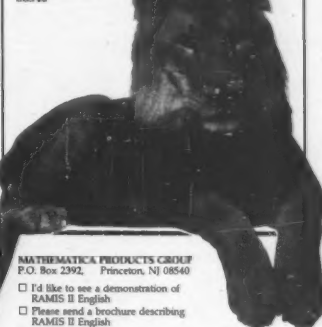 MATHEMATICA PRODUCTS GROUP
P.O. Box 2392, Princeton, NJ 08540
☐ I'd like to see a demonstration of
RAMIS II English
☐ Please send a brochure describing
RAMIS II English